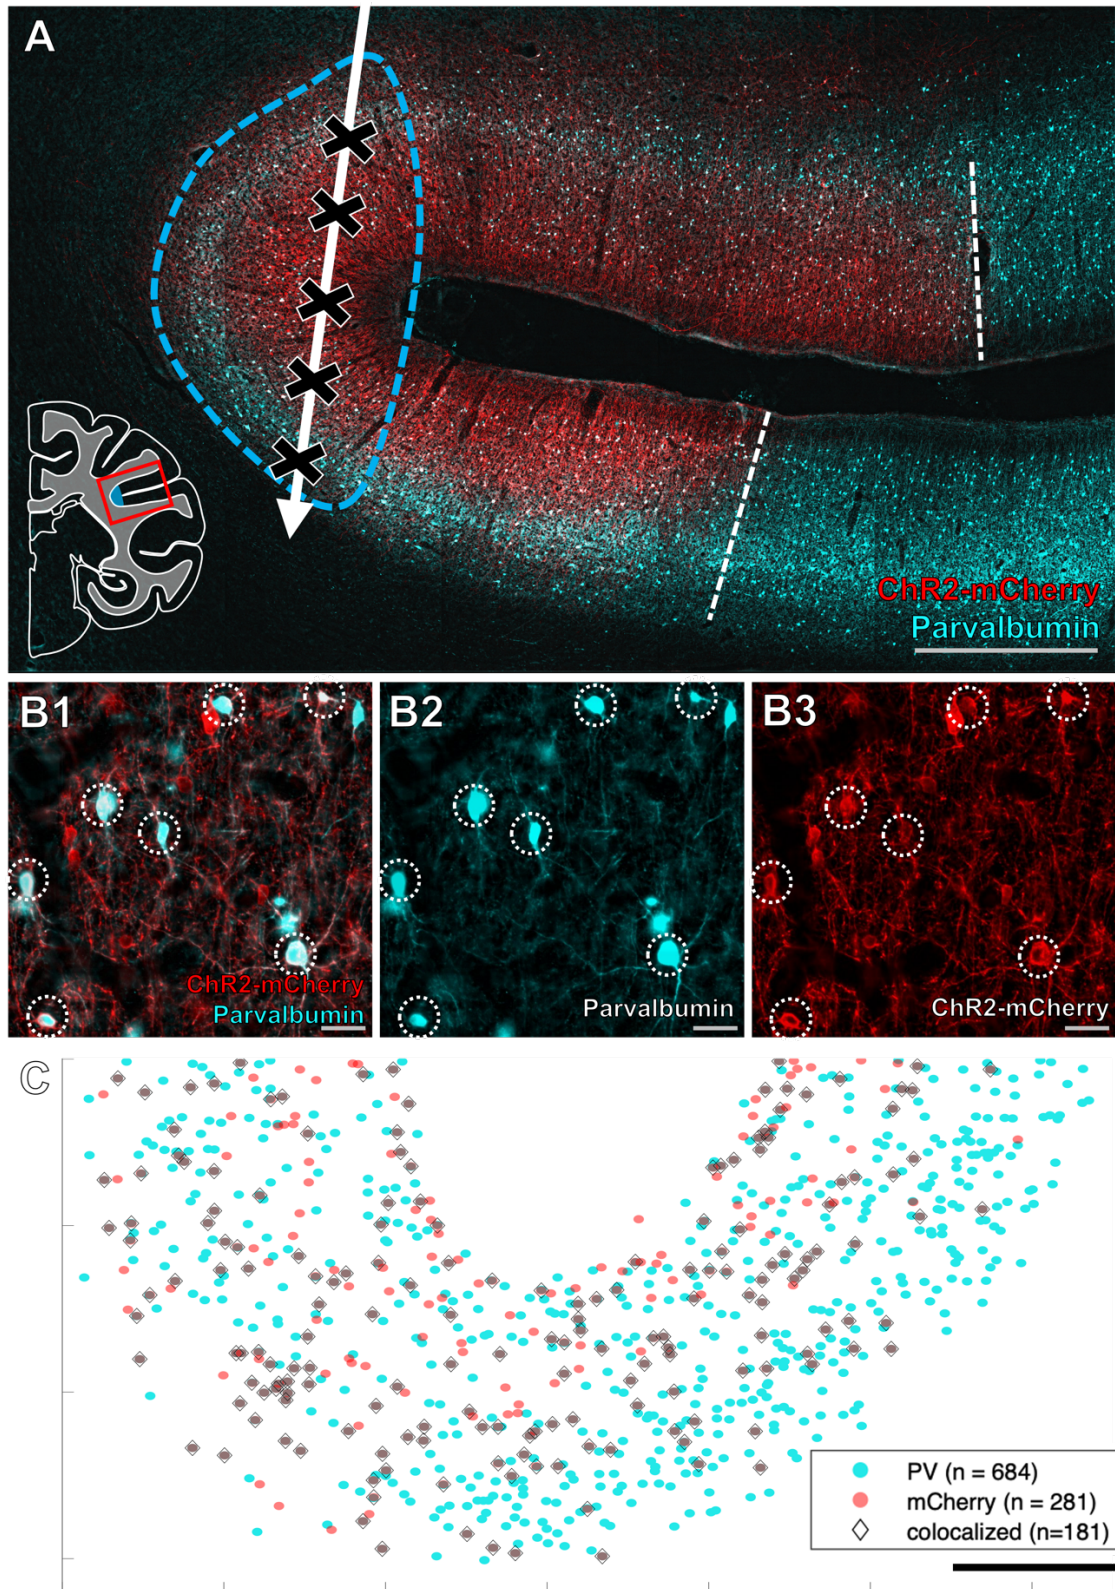 A
ChR2-mCherry
Parvalbumin
B1
ChR2-mCherry
Parvalbumin
B2
Parvalbumin
B3
ChR2-mCherry
C
PV (n = 684)
mCherry (n = 281)
colocalized (n=181)